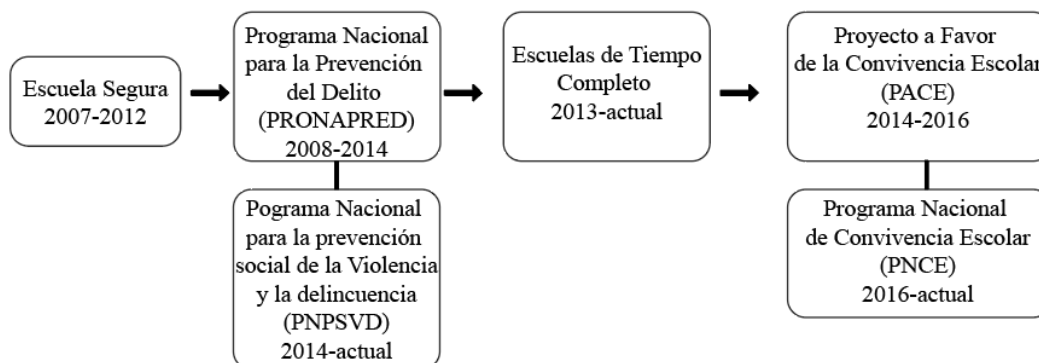 Escuela Segura
2007-2012
Programa Nacional
para la Prevención
del Delito
(PRONAPRED)
2008-2014
Pograma Nacional
para la prevención
social de la Violencia
y la delincuencia
(PNPSVD)
2014-actual
Escuelas de Tiempo
Completo
2013-actual
Proyecto a Favor
de la Convivencia Escolar
(PACE)
2014-2016
Programa Nacional
de Convivencia Escolar
(PNCE)
2016-actual